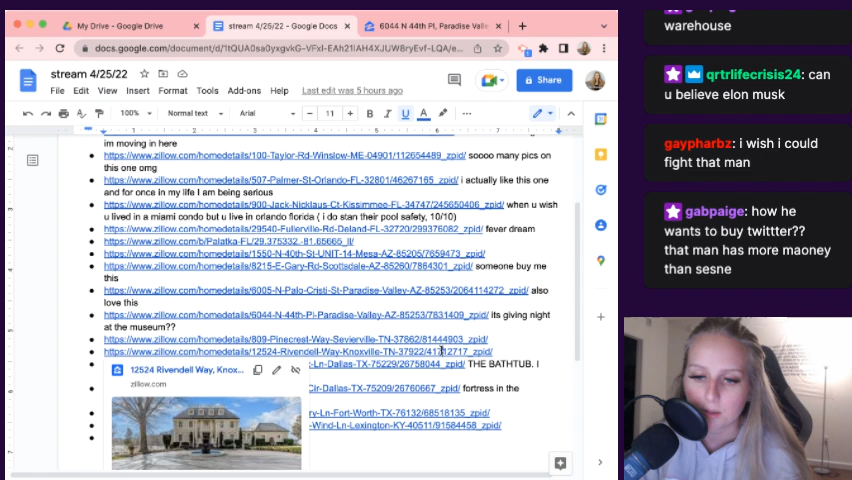 My Drive - Google Drive
stream 4/25/22 - Google Docs
6044 N 44th Pl, Paradise Valle
docs.google.com/document/d/1tQUA0sa0yxgvkG-VFxI-EAh21lAH4XJUW8ryEvf-LQA/e...
stream 4/25/22
File Edit View Insert Format Tools Add-ons Help
Last edit was 5 hours ago
Share
100%
Normal text
Arial
11
B I U A
1 2 3 4 5 6 7
im moving in here
https://www.zillow.com/homedetails/100-Taylor-Rd-Winslow-ME-04901/112654489_zpid/ soooo many pics on
this one omg
https://www.zillow.com/homedetails/507-Palmer-St-Orlando-FL-32801/46267165_zpid/ i actually like this one
and for once in my life I am being serious
https://www.zillow.com/homedetails/900-Jack-Nicklaus-Ct-Kissimmee-FL-34747/245650406_zpid/ when u wish
u lived in a miami condo but u live in orlando florida ( i do stan their pool safety, 10/10)
https://www.zillow.com/homedetails/29540-Fullerville-Rd-Deland-FL-32720/299376082_zpid/ fever dream
https://www.zillow.com/b/Palatka-FL/29.375332,-81.65665_ll/
https://www.zillow.com/homedetails/1550-N-40th-St-UNIT-14-Mesa-AZ-85205/7659473_zpid/
https://www.zillow.com/homedetails/8215-E-Gary-Rd-Scottsdale-AZ-85260/7864301_zpid/ someone buy me
this
https://www.zillow.com/homedetails/6005-N-Palo-Cristi-St-Paradise-Valley-AZ-85253/2064114272_zpid/ also
love this
https://www.zillow.com/homedetails/6044-N-44th-Pl-Paradise-Valley-AZ-85253/7831409_zpid/ its giving night
at the museum??
https://www.zillow.com/homedetails/809-Pinecrest-Way-Sevierville-TN-37862/81444903_zpid/
https://www.zillow.com/homedetails/12524-Rivendell-Way-Knoxville-TN-37922/41712717_zpid/
-Ln-Dallas-TX-75229/26758044_zpid/ THE BATHTUB. I
12524 Rivendell Way, Knox...
zillow.com
Cir-Dallas-TX-75209/26760667_zpid/ fortress in the
ry-Ln-Fort-Worth-TX-76132/68518135_zpid/
-Wind-Ln-Lexington-KY-40511/91584458_zpid/
warehouse
qrtrlifecrisis24: can
u believe elon musk
gaypharbz: i wish i could
fight that man
gabpaige: how he
wants to buy twittter??
that man has more maoney
than sesne